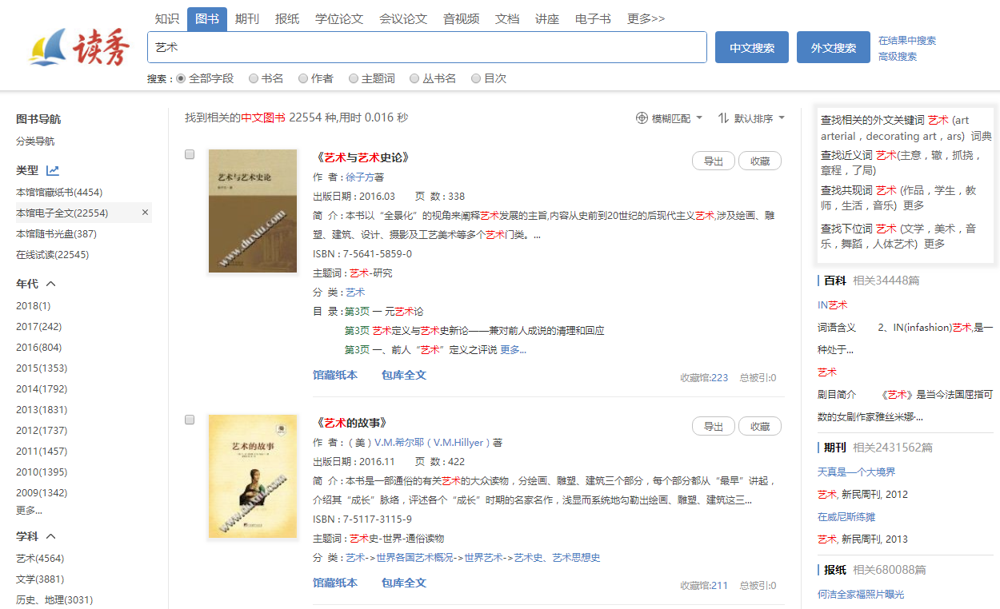 读秀
知识 图书 期刊 报纸 学位论文 会议论文 音视频 文档 讲座 电子书 更多>>
艺术
中文搜索 外文搜索
在结果中搜索
高级搜索
搜索： 全部字段 书名 作者 主题词 丛书名 目次
图书导航
分类导航
类型
本馆馆藏纸书(4454)
本馆电子全文(22554) ×
本馆随书光盘(387)
在线试读(22545)
年代
2018(1)
2017(242)
2016(804)
2015(1353)
2014(1792)
2013(1831)
2012(1737)
2011(1457)
2010(1395)
2009(1342)
更多...
学科
艺术(4564)
文学(3881)
历史、地理(3031)
找到相关的中文图书 22554 种,用时 0.016 秒
模糊匹配 默认排序
艺术与艺术史论
www.duxiu.com
《艺术与艺术史论》
导出 收藏
作 者 : 徐子方著
出版日期 : 2016.03 页 数 : 338
简 介 : 本书以“全景化”的视角来阐释艺术发展的主旨,内容从史前到20世纪的后现代主义艺术,涉及绘画、雕
塑、建筑、设计、摄影及工艺美术等多个艺术门类。...
ISBN : 7-5641-5859-0
主题词 : 艺术-研究
分 类 : 艺术
目 录 : 第3页 一 元艺术论
第3页 艺术定义与艺术史新论——兼对前人成说的清理和回应
第3页 一、前人“艺术”定义之评说 更多...
馆藏纸本 包库全文
收藏馆:223 总被引:0
艺术的故事
www.duxiu.com
《艺术的故事》
导出 收藏
作 者 : （美）V.M.希尔耶（V.M.Hillyer）著
出版日期 : 2016.11 页 数 : 422
简 介 : 本书是一部通俗的有关艺术的大众读物，分绘画、雕塑、建筑三个部分，每个部分都从“最早”讲起，
介绍其“成长”脉络，评述各个“成长”时期的名家名作，浅显而系统地勾勒出绘画、雕塑、建筑这三...
ISBN : 7-5117-3115-9
主题词 : 艺术史-世界-通俗读物
分 类 : 艺术->世界各国艺术概况->世界艺术->艺术史、艺术思想史
馆藏纸本 包库全文
收藏馆:211 总被引:0
查找相关的外文关键词 艺术 (art
arterial，decorating art，ars) 词典
查找近义词 艺术(主意，辙，抓挠，
章程，了局)
查找共现词 艺术 (作品，学生，教
师，生活，音乐) 更多
查找下位词 艺术 (文学，美术，音
乐，舞蹈，人体艺术) 更多
百科 相关34448篇
IN艺术
词语含义 2、IN(infashion)艺术,是一
种处于...
艺术
剧目简介 《艺术》是当今法国屈指可
数的女剧作家雅丝米娜·...
期刊 相关2431562篇
天真是一个大境界
艺术, 新民周刊, 2012
在威尼斯练摊
艺术, 新民周刊, 2013
报纸 相关680088篇
何洁全家福照片曝光